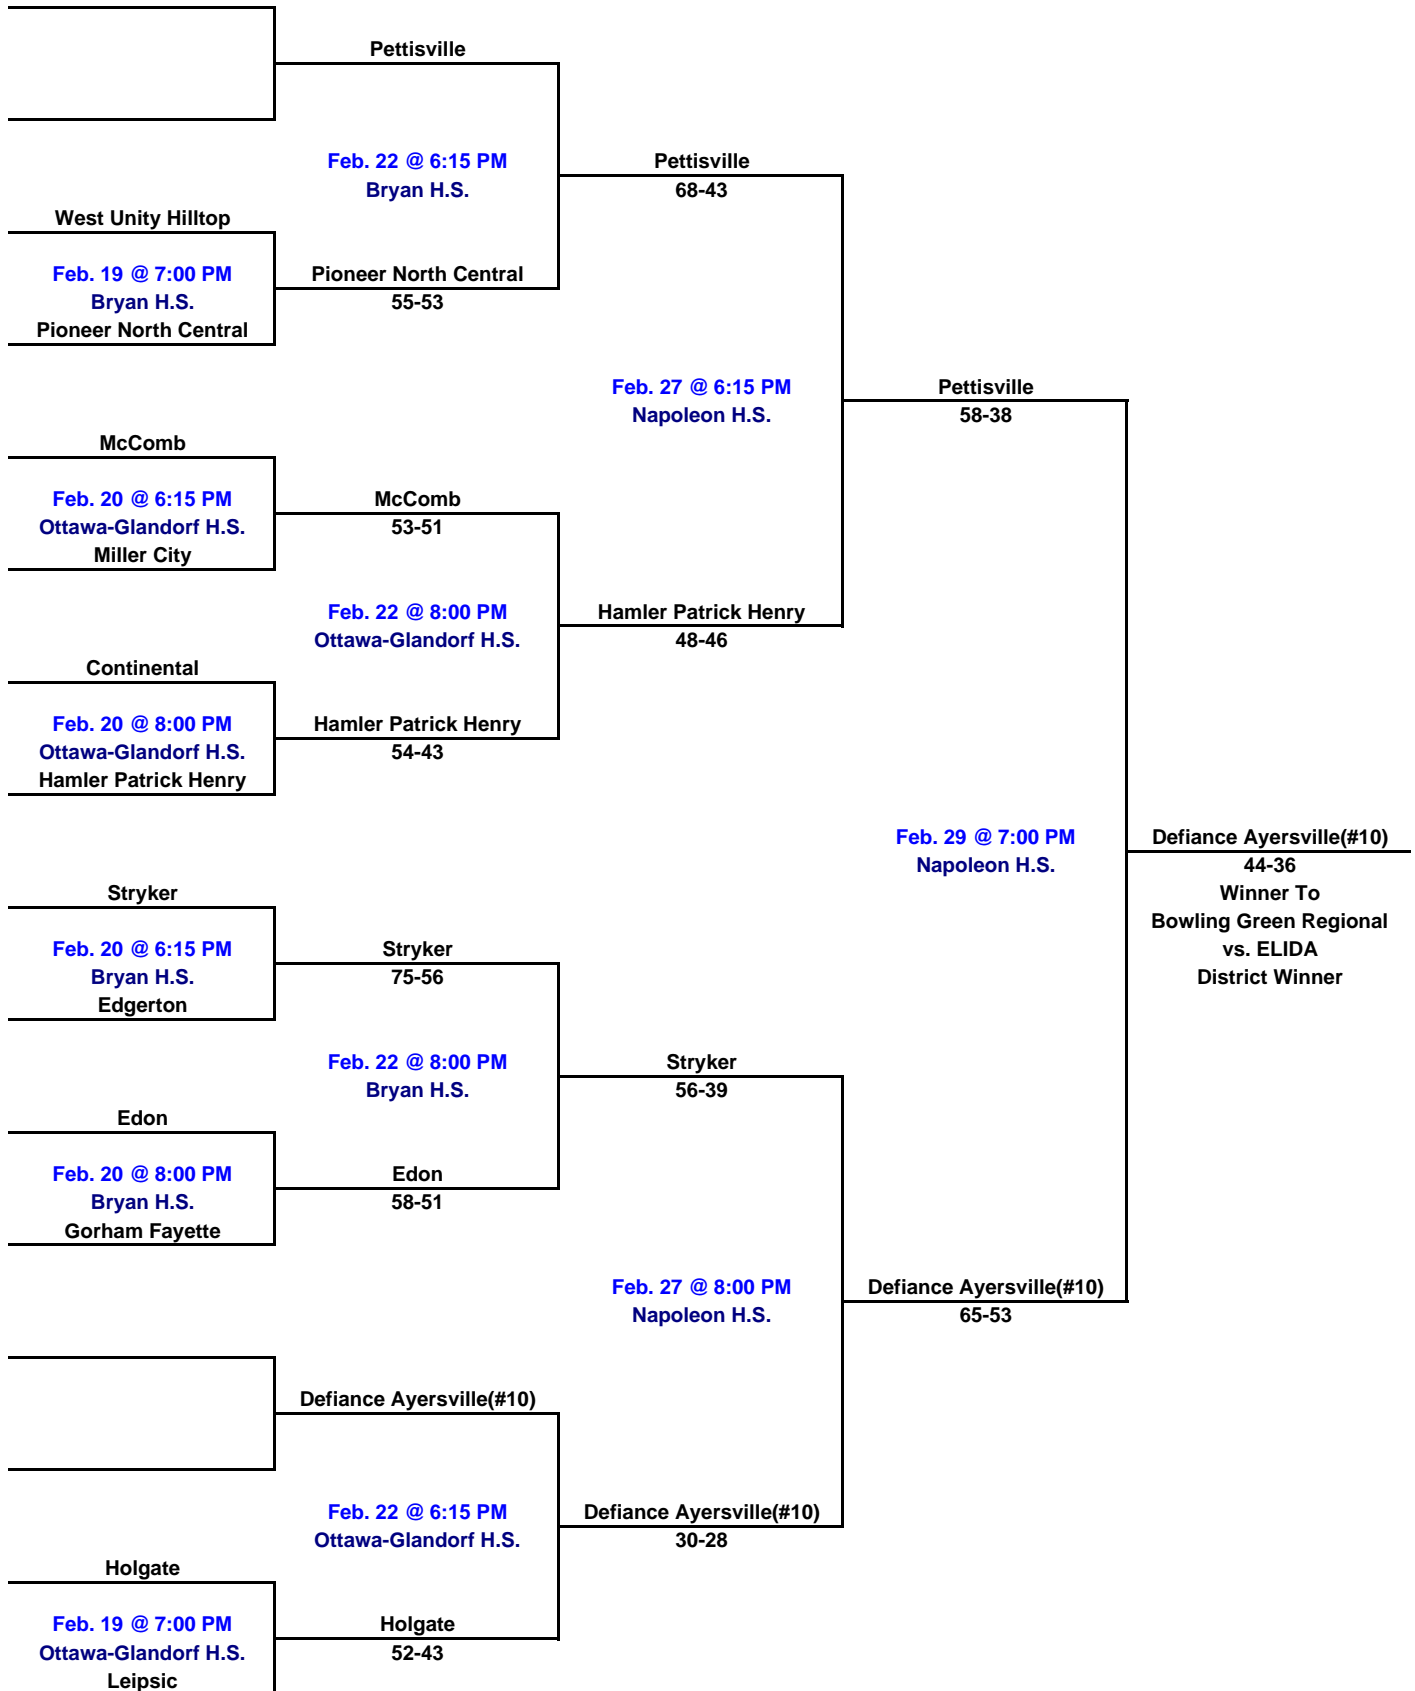 Pettisville
Feb. 22 @ 6:15 PM
Bryan H.S.
Pettisville
68-43
West Unity Hilltop
Feb. 19 @ 7:00 PM
Bryan H.S.
Pioneer North Central
Pioneer North Central
55-53
Feb. 27 @ 6:15 PM
Napoleon H.S.
Pettisville
58-38
McComb
Feb. 20 @ 6:15 PM
Ottawa-Glandorf H.S.
Miller City
McComb
53-51
Feb. 22 @ 8:00 PM
Ottawa-Glandorf H.S.
Hamler Patrick Henry
48-46
Continental
Feb. 20 @ 8:00 PM
Ottawa-Glandorf H.S.
Hamler Patrick Henry
Hamler Patrick Henry
54-43
Feb. 29 @ 7:00 PM
Napoleon H.S.
Defiance Ayersville(#10)
44-36
Winner To
Bowling Green Regional
vs. ELIDA
District Winner
Stryker
Feb. 20 @ 6:15 PM
Bryan H.S.
Edgerton
Stryker
75-56
Feb. 22 @ 8:00 PM
Bryan H.S.
Stryker
56-39
Edon
Feb. 20 @ 8:00 PM
Bryan H.S.
Gorham Fayette
Edon
58-51
Feb. 27 @ 8:00 PM
Napoleon H.S.
Defiance Ayersville(#10)
65-53
Defiance Ayersville(#10)
Feb. 22 @ 6:15 PM
Ottawa-Glandorf H.S.
Defiance Ayersville(#10)
30-28
Holgate
Feb. 19 @ 7:00 PM
Ottawa-Glandorf H.S.
Leipsic
Holgate
52-43